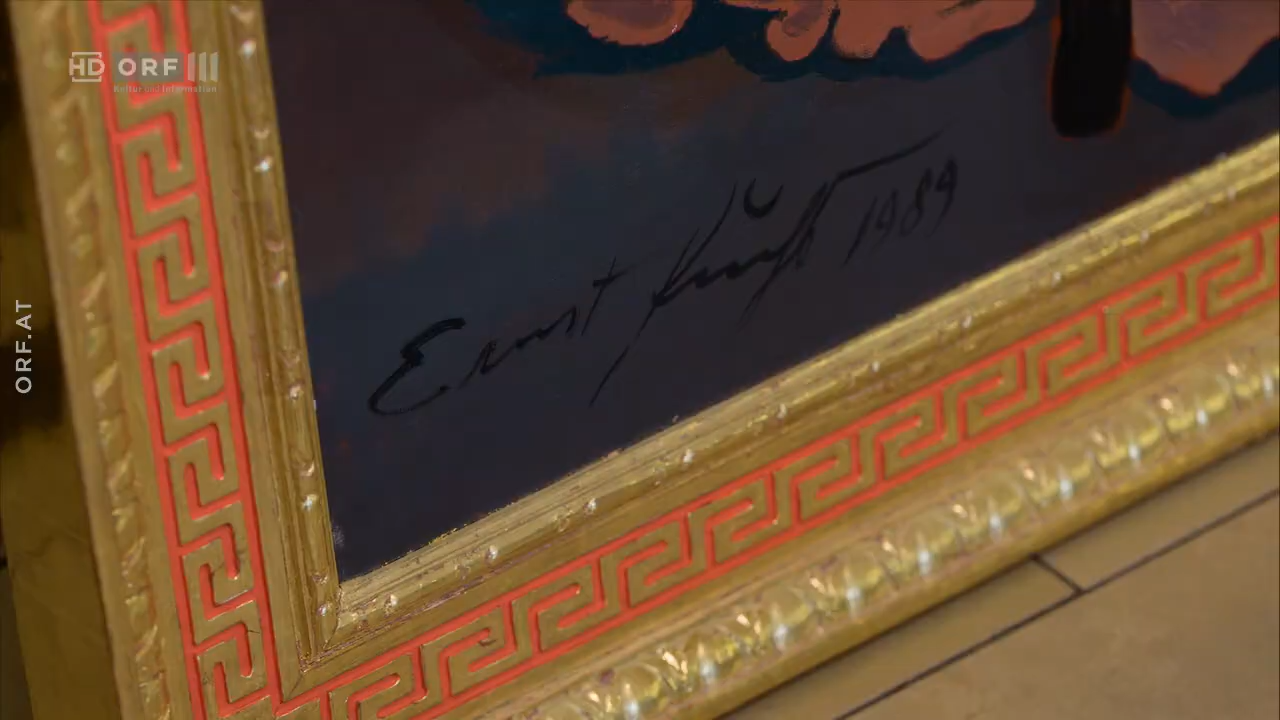 HD ORF III
Kultur und Information
ORF.AT
Ernst 1989